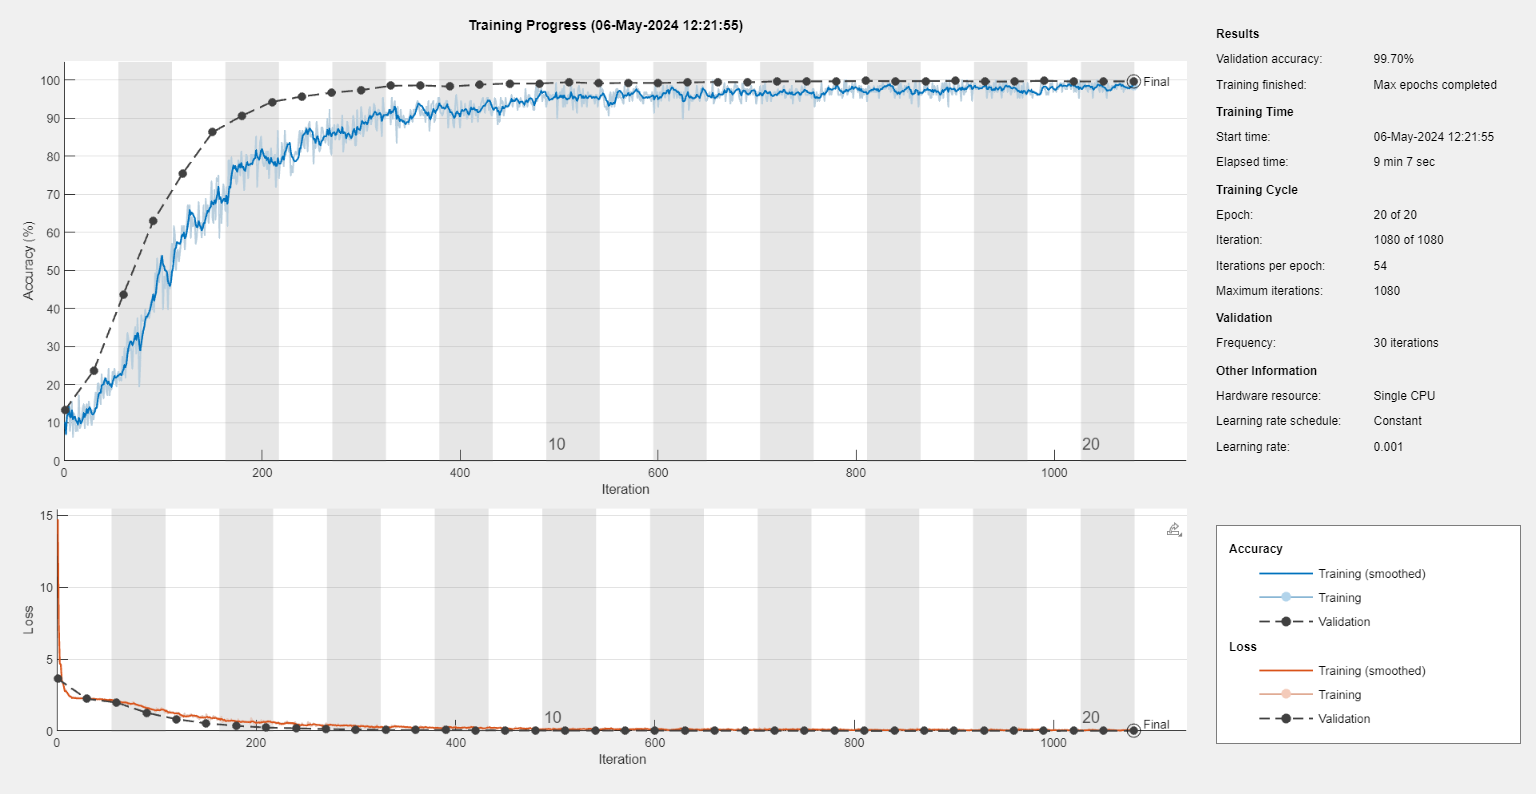 Training Progress (06-May-2024 12:21:55)
100
90
80
70
60
50
40
30
20
10
0
Accuracy (%)
Final
10
20
0
200
400
600
800
1000
Iteration
15
10
5
0
Loss
Final
10
20
0
200
400
600
800
1000
Iteration
Results
Validation accuracy: 99.70%
Training finished: Max epochs completed
Training Time
Start time: 06-May-2024 12:21:55
Elapsed time: 9 min 7 sec
Training Cycle
Epoch: 20 of 20
Iteration: 1080 of 1080
Iterations per epoch: 54
Maximum iterations: 1080
Validation
Frequency: 30 iterations
Other Information
Hardware resource: Single CPU
Learning rate schedule: Constant
Learning rate: 0.001
Accuracy
Training (smoothed)
Training
Validation
Loss
Training (smoothed)
Training
Validation